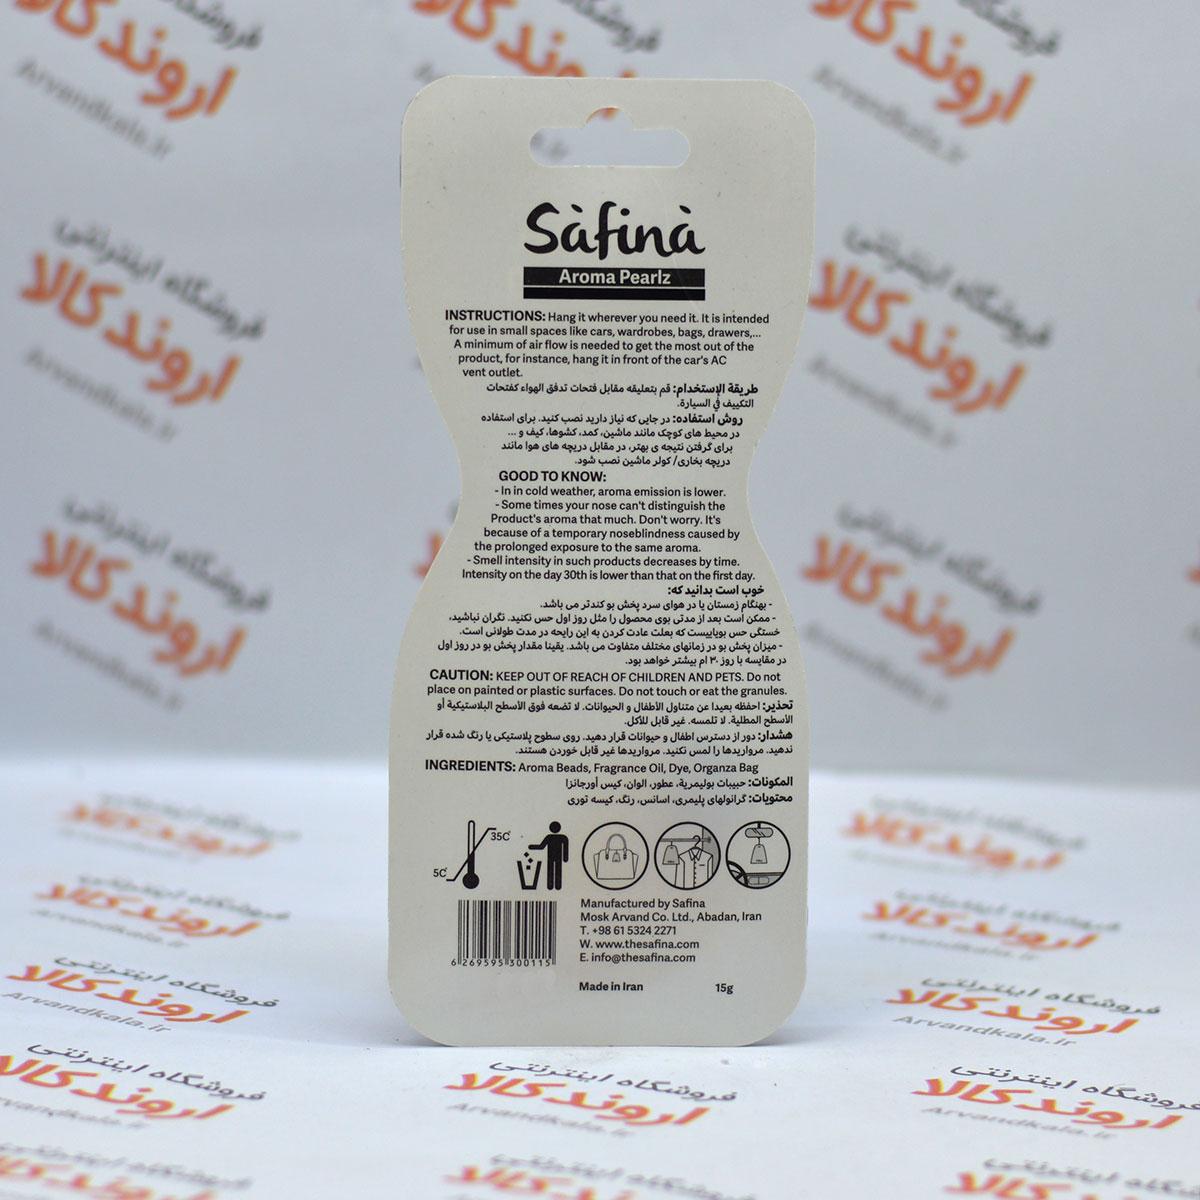 Sàfinà
Aroma Pearlz
INSTRUCTIONS: Hang it wherever you need it. It is intended
for use in small spaces like cars, wardrobes, bags, drawers,...
A minimum of air flow is needed to get the most out of the
product, for instance, hang it in front of the car's AC
vent outlet.
طريقة الإستخدام: قم بتعليقه مقابل فتحات تدفق الهواء كفتحات
التكييف في السيارة.
روش استفاده: در جایی که نیاز دارید نصب کنید. برای استفاده
در محیط های کوچک مانند ماشین، کمد، کشوها، کیف و ...
برای گرفتن نتیجه ی بهتر، در مقابل دریچه های هوا مانند
دریچه بخاری/ کولر ماشین نصب شود.
GOOD TO KNOW:
- In in cold weather, aroma emission is lower.
- Some times your nose can't distinguish the
Product's aroma that much. Don't worry. It's
because of a temporary noseblindness caused by
the prolonged exposure to the same aroma.
- Smell intensity in such products decreases by time.
Intensity on the day 30th is lower than that on the first day.
خوب است بدانید که:
- بهنگام زمستان یا در هوای سرد پخش بو کندتر می باشد.
- ممکن است بعد از مدتی بوی محصول را مثل روز اول حس نکنید. نگران نباشید،
خستگی حس بویاییست که بعلت عادت کردن به این رایحه در مدت طولانی است.
- میزان پخش بو در زمانهای مختلف متفاوت می باشد. یقینا مقدار پخش بو در روز اول
در مقایسه با روز ۳۰ ام بیشتر خواهد بود.
CAUTION: KEEP OUT OF REACH OF CHILDREN AND PETS. Do not
place on painted or plastic surfaces. Do not touch or eat the granules.
تحذير: احفظه بعيدا عن متناول الأطفال و الحيوانات. لا تضعه فوق الأسطح البلاستيكية أو
الأسطح المطلية. لا تلمسه. غير قابل للأكل.
هشدار: دور از دسترس اطفال و حیوانات قرار دهید. روی سطوح پلاستیکی یا رنگ شده قرار
ندهید. مرواریدها را لمس نکنید. مرواریدها غیر قابل خوردن هستند.
INGREDIENTS: Aroma Beads, Fragrance Oil, Dye, Organza Bag
المكونات: حبيبات بوليمرية، عطور، الوان، كيس أورجانزا
محتویات: گرانولهای پلیمری، اسانس، رنگ، کیسه توری
35C°
5C°
Manufactured by Safina
Mosk Arvand Co. Ltd., Abadan, Iran
T. +98 61 5324 2271
W. www.thesafina.com
E. info@thesafina.com
6 269595 300115
Made in Iran 15g
فروشگاه اینترنتی
اروندکالا
Arvandkala.ir